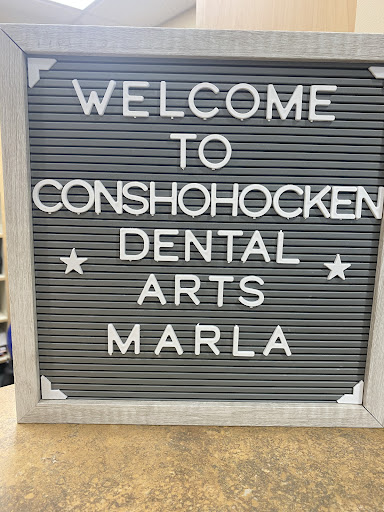 WELCOME
TO
CONSHOHOCKEN
DENTAL
ARTS
MARLA